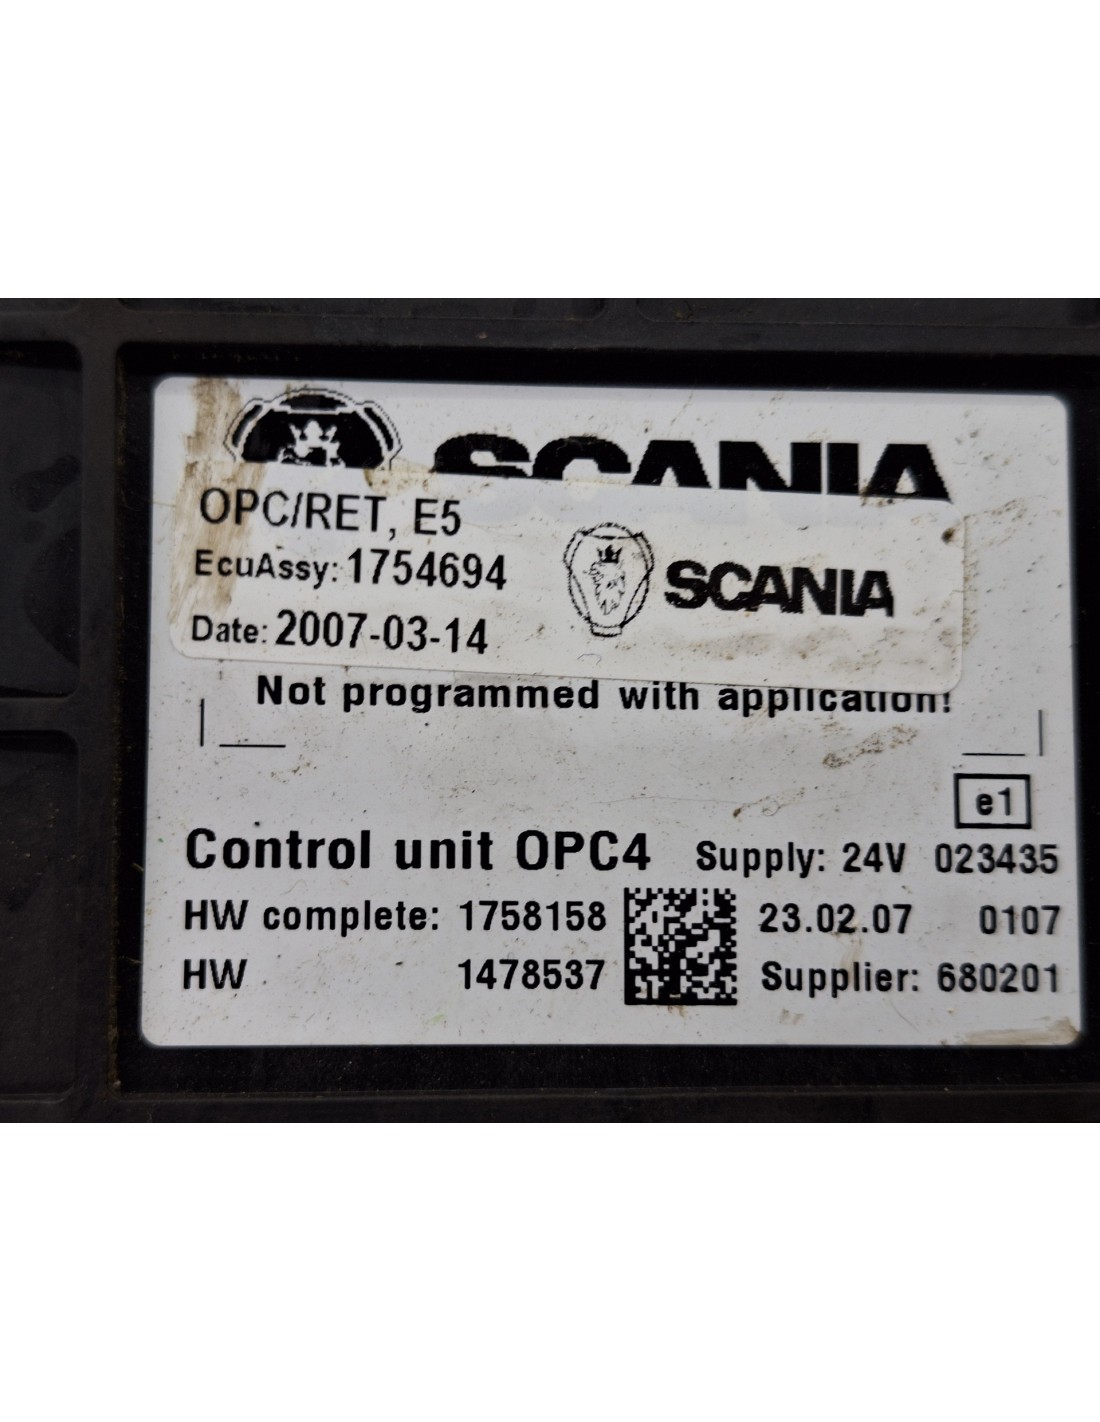 SCANIA
OPC/RET, E5
EcuAssy: 1754694
SCANIA
Date: 2007-03-14
Not programmed with application!
e1
Control unit OPC4 Supply: 24V 023435
HW complete: 1758158 23.02.07 0107
HW 1478537 Supplier: 680201